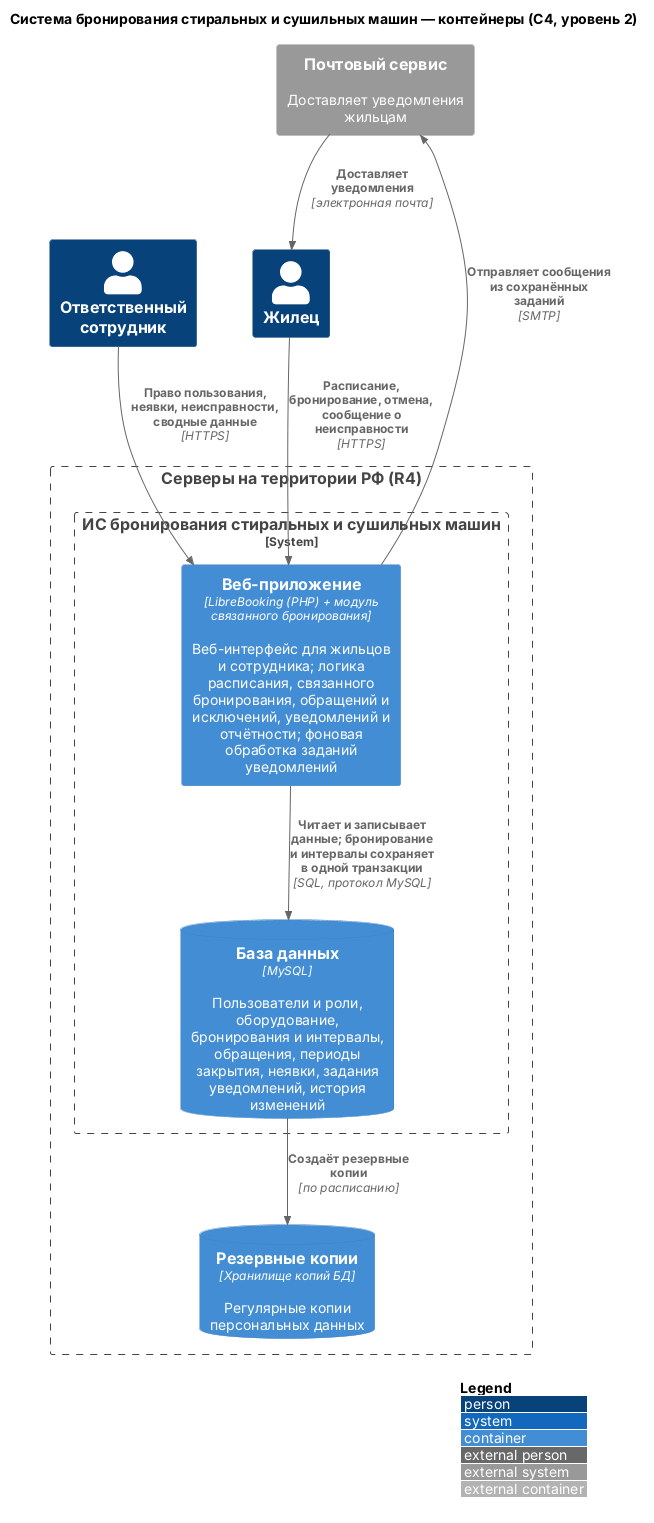 Система бронирования стиральных и сушильных машин — контейнеры (C4, уровень 2)
Почтовый сервис
Доставляет уведомления
жильцам
Доставляет
уведомления
[электронная почта]
Отправляет сообщения
из сохранённых
заданий
[SMTP]
Ответственный
сотрудник
Жилец
Право пользования,
неявки, неисправности,
сводные данные
[HTTPS]
Расписание,
бронирование, отмена,
сообщение о
неисправности
[HTTPS]
Серверы на территории РФ (R4)
ИС бронирования стиральных и сушильных машин
[System]
Веб-приложение
[LibreBooking (PHP) + модуль
связанного бронирования]
Веб-интерфейс для жильцов
и сотрудника; логика
расписания, связанного
бронирования, обращений и
исключений, уведомлений и
отчётности; фоновая
обработка заданий
уведомлений
Читает и записывает
данные; бронирование
и интервалы сохраняет
в одной транзакции
[SQL, протокол MySQL]
База данных
[MySQL]
Пользователи и роли,
оборудование,
бронирования и интервалы,
обращения, периоды
закрытия, неявки, задания
уведомлений, история
изменений
Создаёт резервные
копии
[по расписанию]
Резервные копии
[Хранилище копий БД]
Регулярные копии
персональных данных
Legend
person
system
container
external person
external system
external container